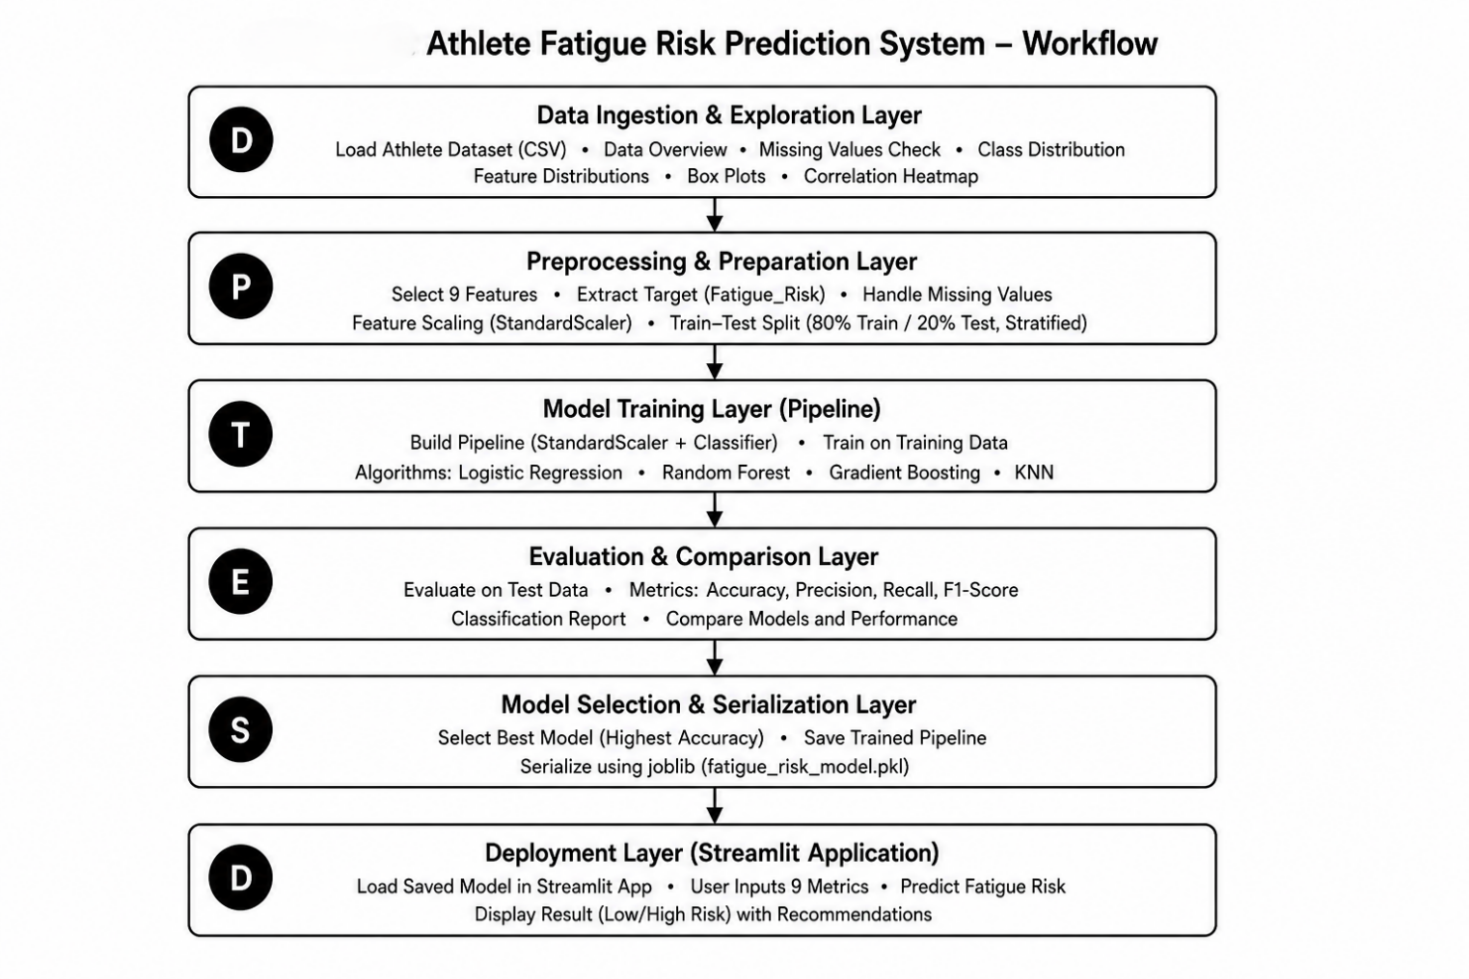 Athlete Fatigue Risk Prediction System – Workflow
D
Data Ingestion & Exploration Layer
Load Athlete Dataset (CSV) • Data Overview • Missing Values Check • Class Distribution
Feature Distributions • Box Plots • Correlation Heatmap
P
Preprocessing & Preparation Layer
Select 9 Features • Extract Target (Fatigue_Risk) • Handle Missing Values
Feature Scaling (StandardScaler) • Train–Test Split (80% Train / 20% Test, Stratified)
T
Model Training Layer (Pipeline)
Build Pipeline (StandardScaler + Classifier) • Train on Training Data
Algorithms: Logistic Regression • Random Forest • Gradient Boosting • KNN
E
Evaluation & Comparison Layer
Evaluate on Test Data • Metrics: Accuracy, Precision, Recall, F1-Score
Classification Report • Compare Models and Performance
S
Model Selection & Serialization Layer
Select Best Model (Highest Accuracy) • Save Trained Pipeline
Serialize using joblib (fatigue_risk_model.pkl)
D
Deployment Layer (Streamlit Application)
Load Saved Model in Streamlit App • User Inputs 9 Metrics • Predict Fatigue Risk
Display Result (Low/High Risk) with Recommendations